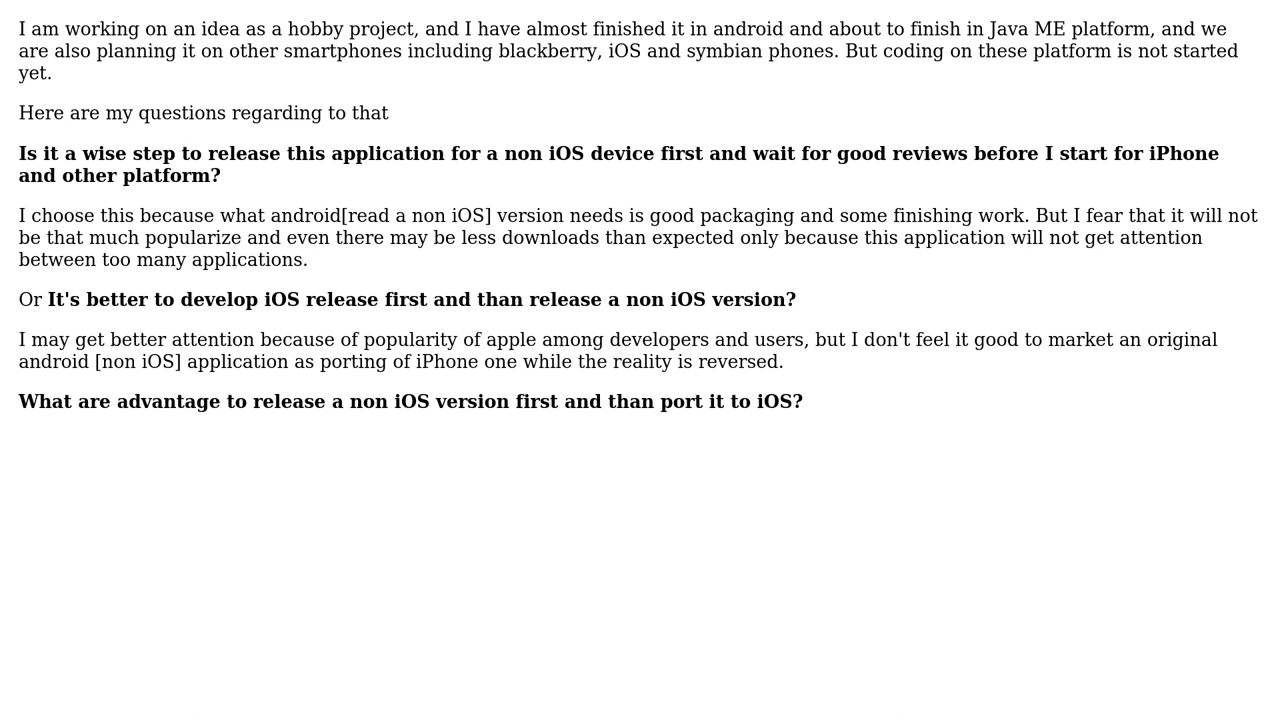 I am working on an idea as a hobby project, and I have almost finished it in android and about to finish in Java ME platform, and we
are also planning it on other smartphones including blackberry, iOS and symbian phones. But coding on these platform is not started
yet.
Here are my questions regarding to that
Is it a wise step to release this application for a non iOS device first and wait for good reviews before I start for iPhone
and other platform?
I choose this because what android[read a non iOS] version needs is good packaging and some finishing work. But I fear that it will not
be that much popularize and even there may be less downloads than expected only because this application will not get attention
between too many applications.
Or It's better to develop iOS release first and than release a non iOS version?
I may get better attention because of popularity of apple among developers and users, but I don't feel it good to market an original
android [non iOS] application as porting of iPhone one while the reality is reversed.
What are advantage to release a non iOS version first and than port it to iOS?